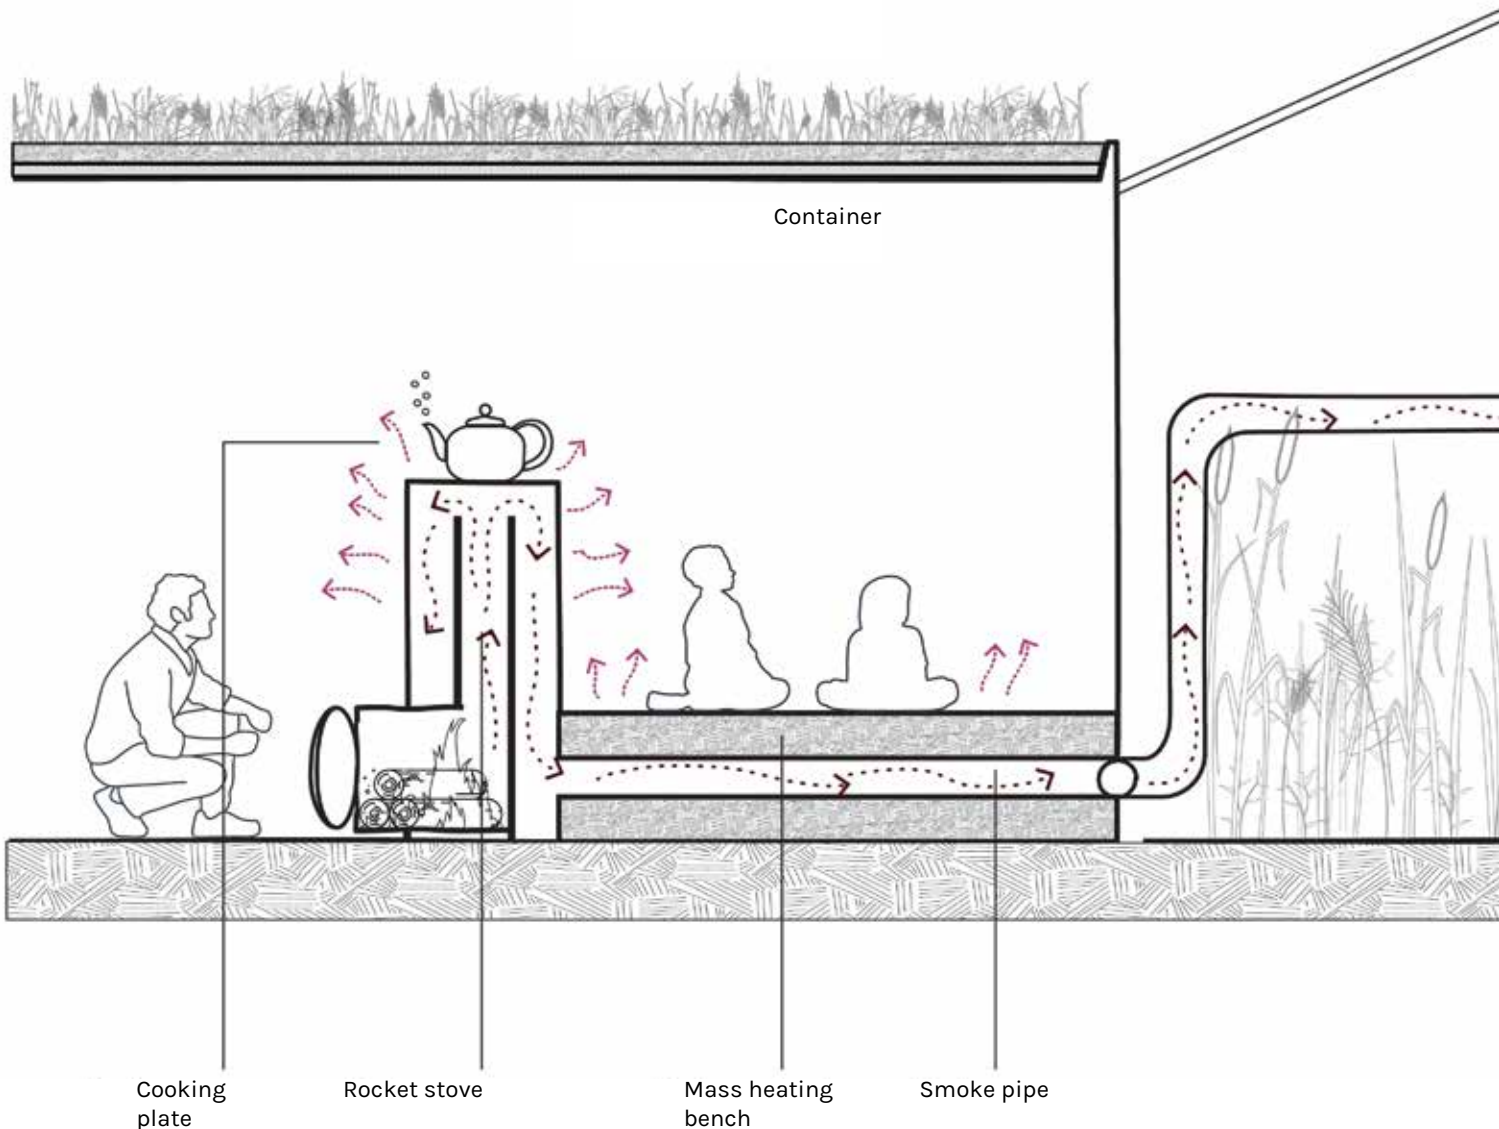 Container
Cooking
plate
Rocket stove
Mass heating
bench
Smoke pipe